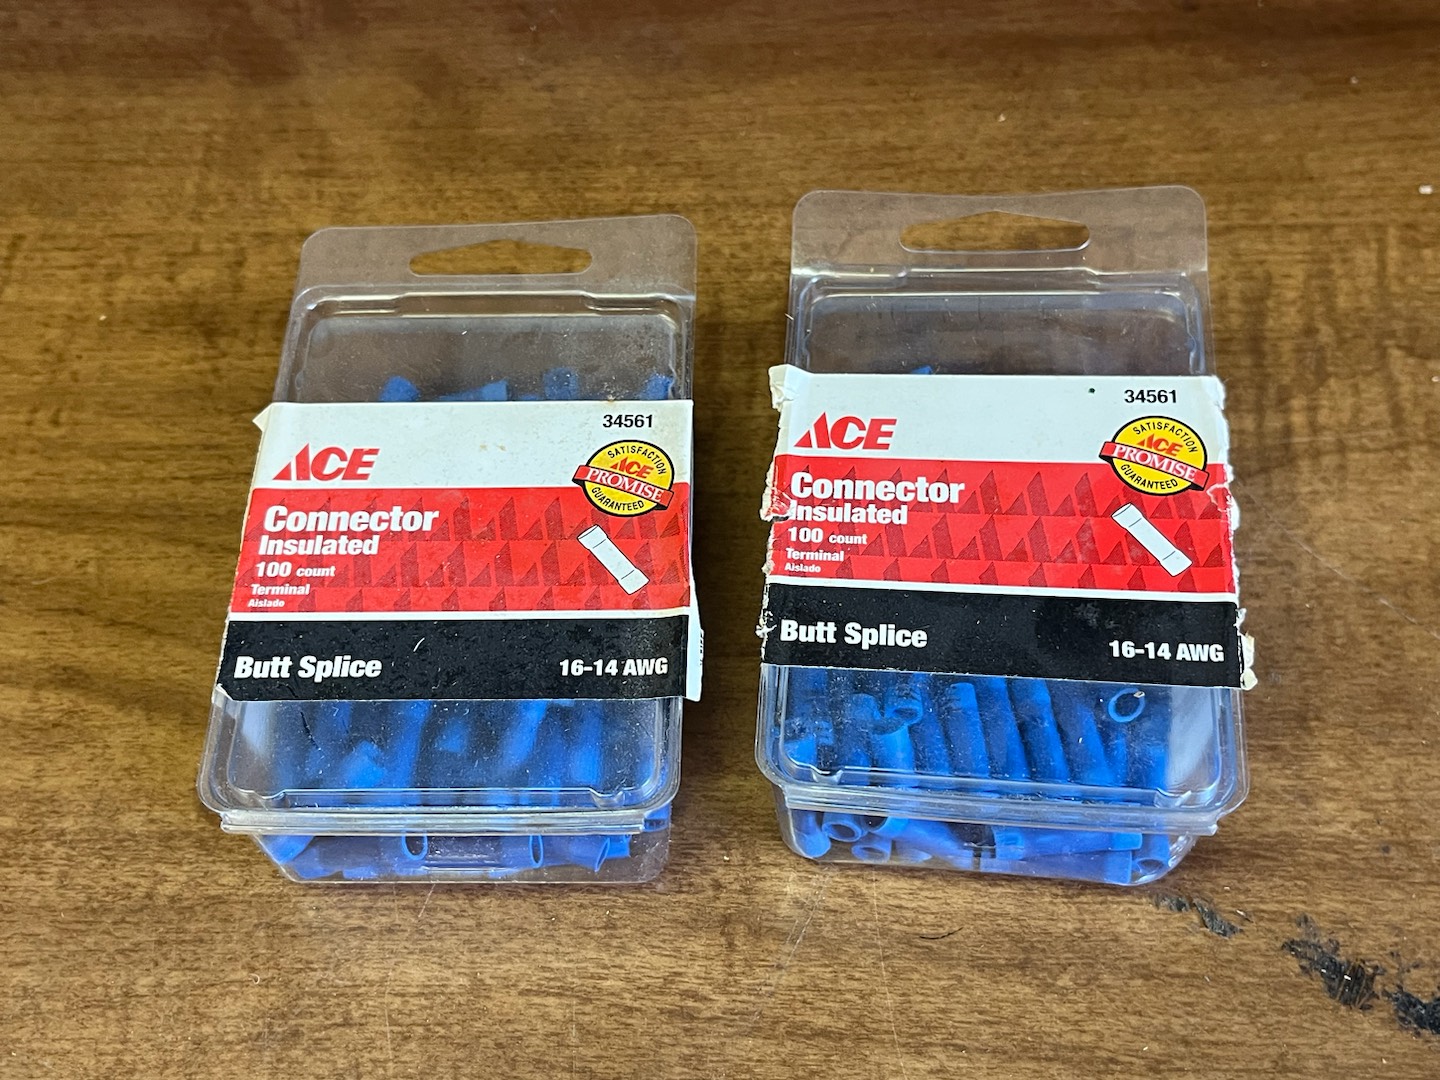 34561
ACE
SATISFACTION
ACE
PROMISE
GUARANTEED
Connector
Insulated
100 count
Terminal
Aislado
Butt Splice
16-14 AWG
34561
ACE
SATISFACTION
ACE
PROMISE
GUARANTEED
Connector
Insulated
100 count
Terminal
Aislado
Butt Splice
16-14 AWG